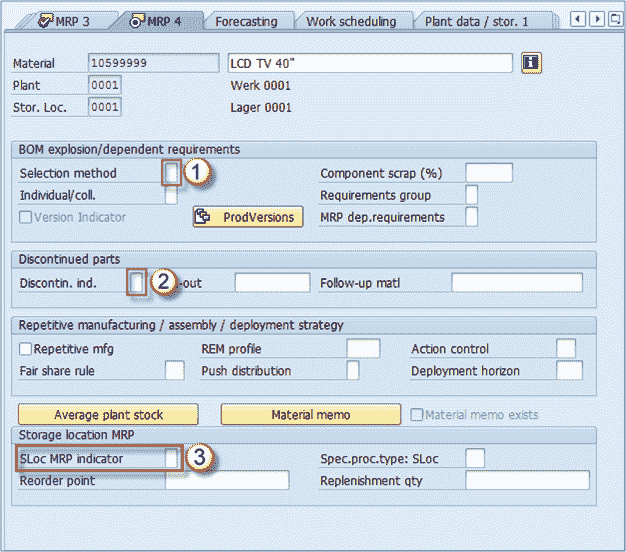 MRP 3 MRP 4 Forecasting Work scheduling Plant data / stor. 1
Material 10599999 LCD TV 40" i
Plant 0001 Werk 0001
Stor. Loc. 0001 Lager 0001
BOM explosion/dependent requirements
Selection method 1 Component scrap (%)
Individual/coll. Requirements group
Version Indicator ProdVersions MRP dep.requirements
Discontinued parts
Discontin. ind. 2 -out Follow-up matl
Repetitive manufacturing / assembly / deployment strategy
Repetitive mfg REM profile Action control
Fair share rule Push distribution Deployment horizon
Average plant stock Material memo Material memo exists
Storage location MRP
SLoc MRP indicator 3 Spec.proc.type: SLoc
Reorder point Replenishment qty